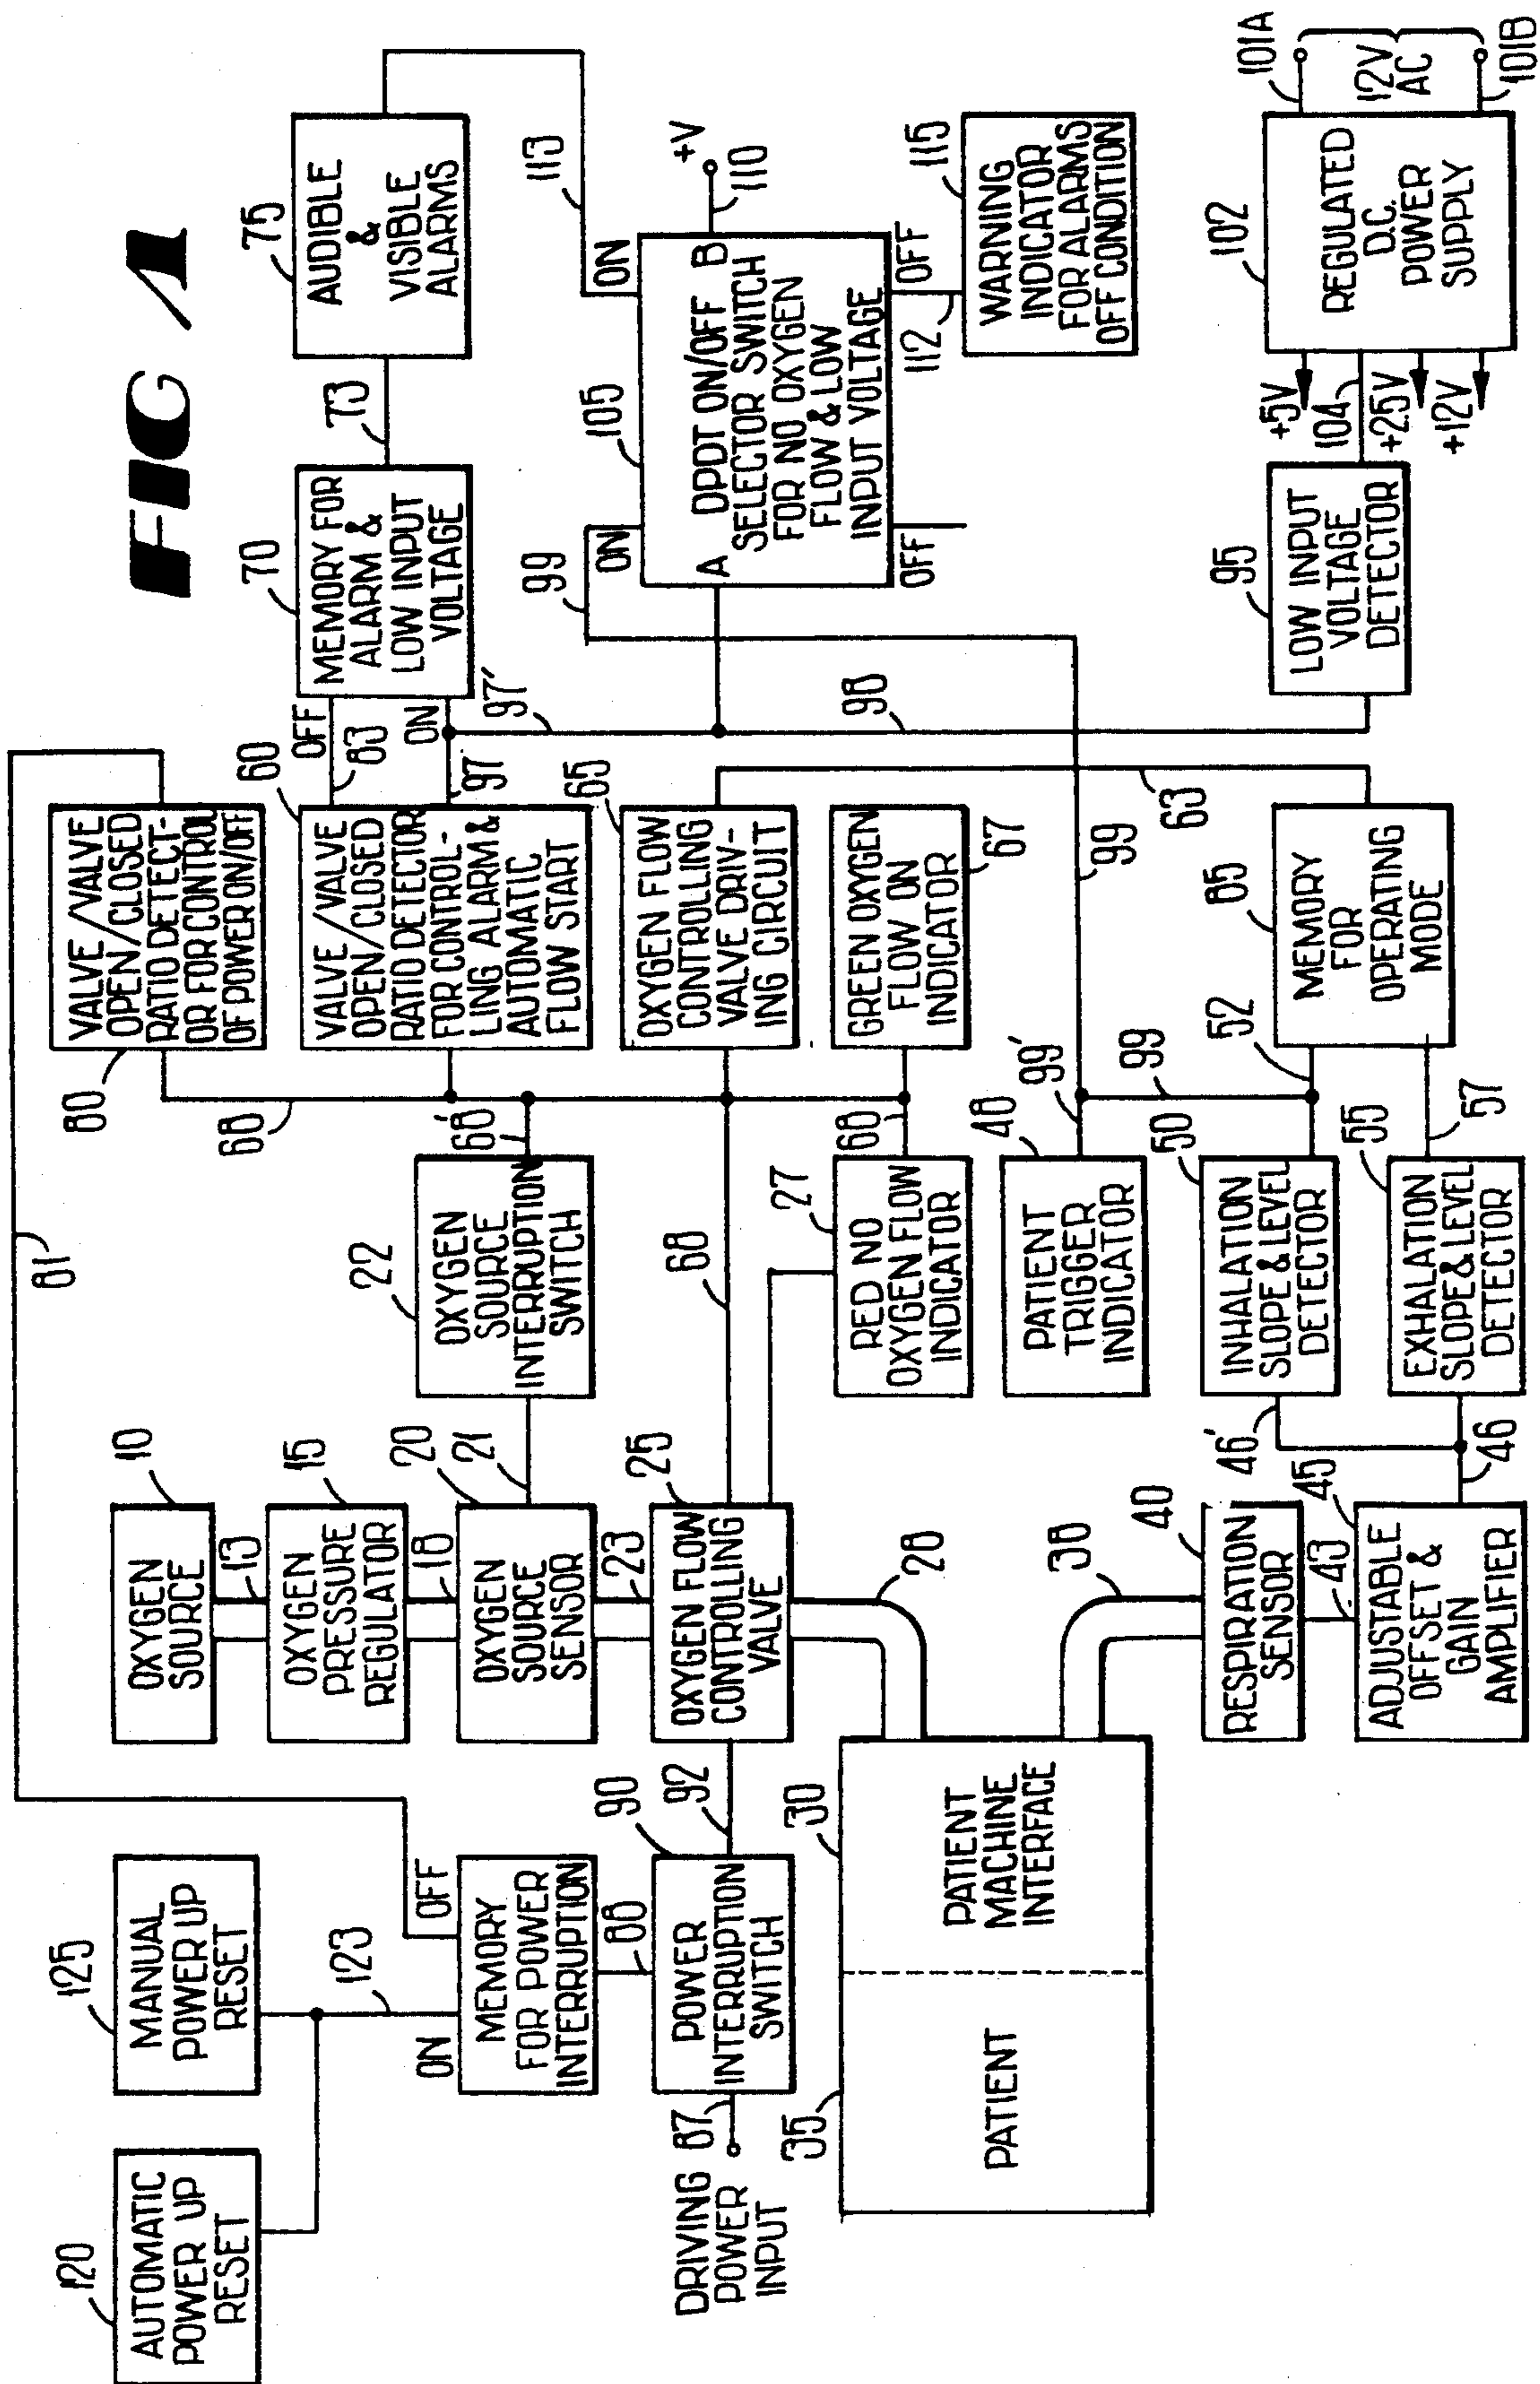 FIG 1A
120
AUTOMATIC
POWER UP
RESET
125
MANUAL
POWER UP
RESET
123
ON
OFF
81
MEMORY
FOR POWER
INTERRUPTION
88
DRIVING
POWER
INPUT
87
POWER
INTERRUPTION
SWITCH
90
92
10
OXYGEN
SOURCE
13
15
OXYGEN
PRESSURE
REGULATOR
18
20
OXYGEN
SOURCE
SENSOR
21
23
25
OXYGEN FLOW
CONTROLLING
VALVE
28
35
PATIENT
30
PATIENT
MACHINE
INTERFACE
38
40
RESPIRATION
SENSOR
43
45
ADJUSTABLE
OFFSET &
GAIN
AMPLIFIER
46
46'
22
OXYGEN
SOURCE
INTERRUPTION
SWITCH
68'
68
68
27
RED NO
OXYGEN FLOW
INDICATOR
68
48
PATIENT
TRIGGER
INDICATOR
99'
50
INHALATION
SLOPE & LEVEL
DETECTOR
99
52
55
EXHALATION
SLOPE & LEVEL
DETECTOR
57
80
VALVE/VALVE
OPEN/CLOSED
RATIO DETECT-
OR FOR CONTROL
OF POWER ON/OFF
60
VALVE/VALVE
OPEN/CLOSED
RATIO DETECTOR
FOR CONTROL-
LING ALARM &
AUTOMATIC
FLOW START
OFF
83
ON
97
97'
65
OXYGEN FLOW
CONTROLLING
VALVE DRIV-
ING CIRCUIT
63
GREEN OXYGEN
FLOW ON
INDICATOR
67
99
85
MEMORY
FOR
OPERATING
MODE
98
70
MEMORY FOR
ALARM &
LOW INPUT
VOLTAGE
73
75
AUDIBLE
&
VISIBLE
ALARMS
113
99
ON
105
ON
A DPDT ON/OFF B
SELECTOR SWITCH
FOR NO OXYGEN
FLOW & LOW
INPUT VOLTAGE
+V
110
OFF
OFF
112
115
WARNING
INDICATOR
FOR ALARMS
OFF CONDITION
95
LOW INPUT
VOLTAGE
DETECTOR
+5V
104
+2.5V
+12V
102
REGULATED
D.C.
POWER
SUPPLY
101A
12V
AC
101B